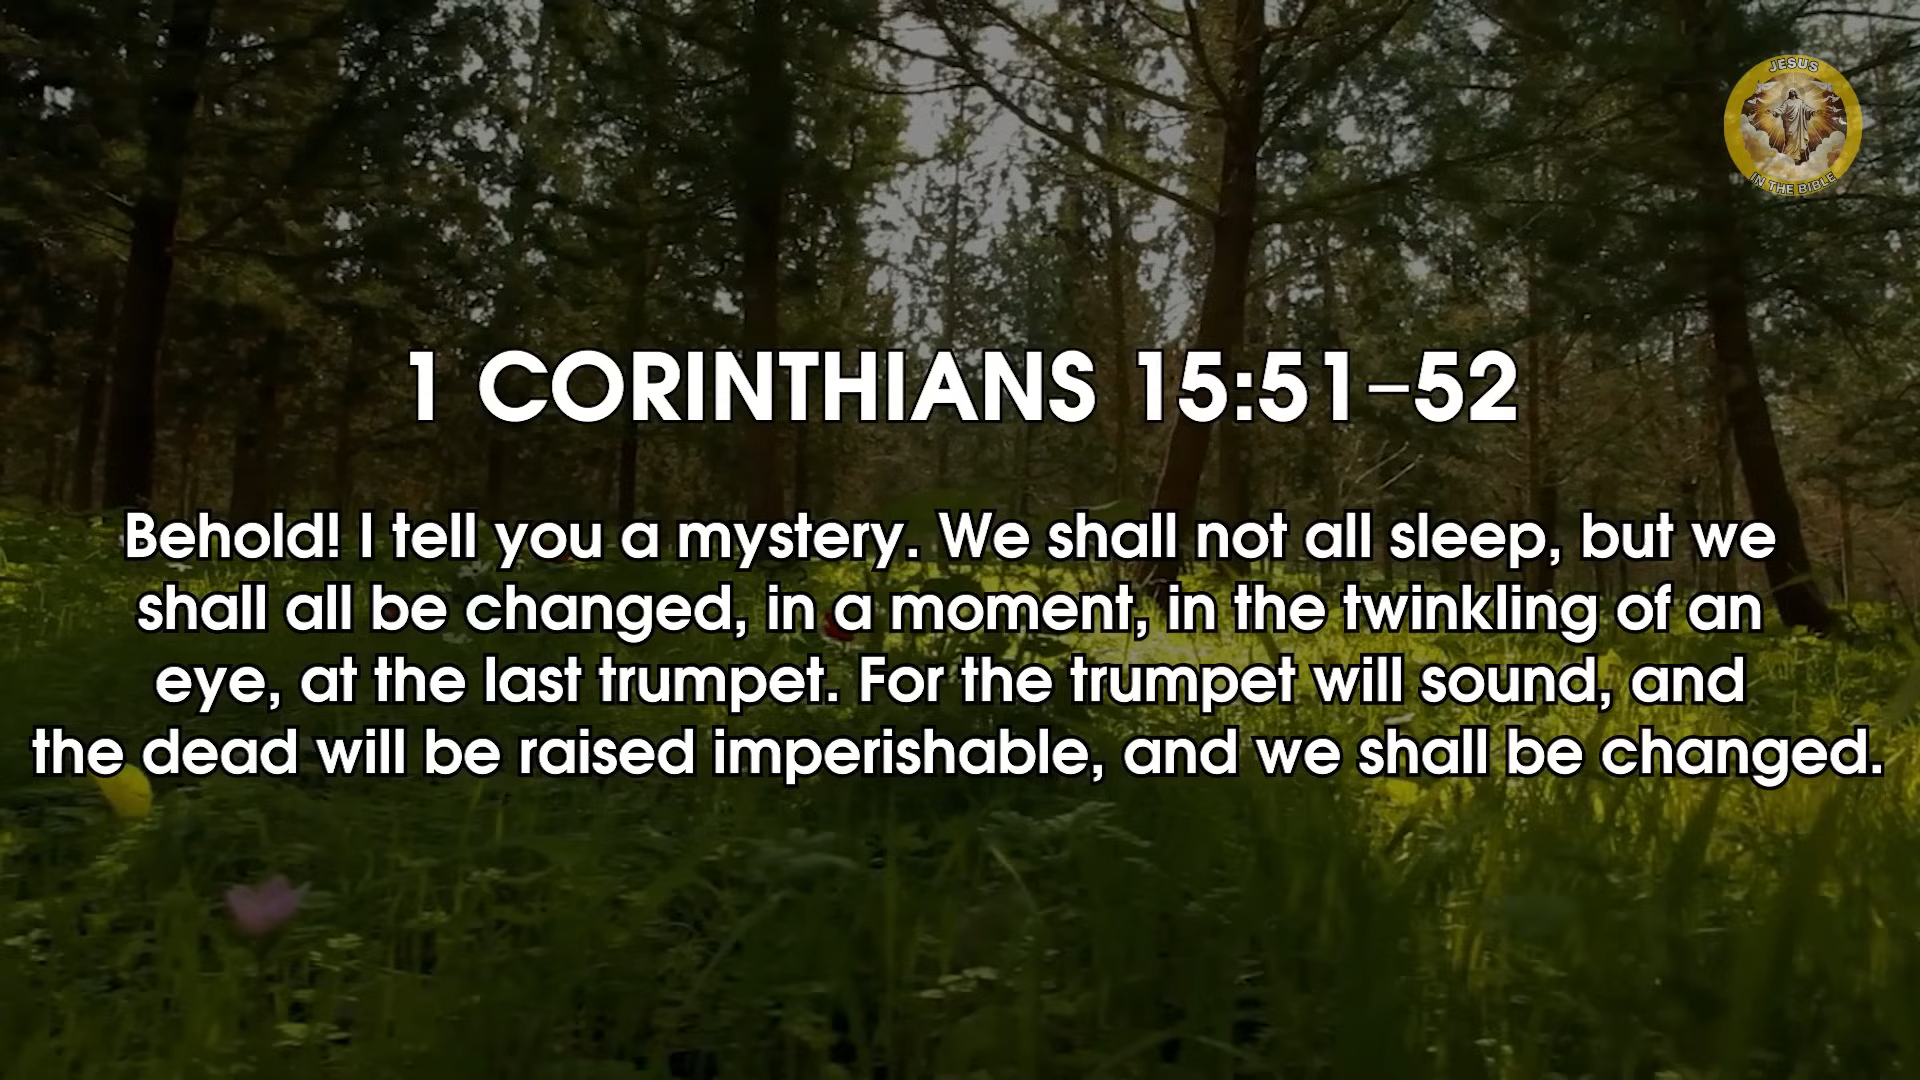 JESUS
IN THE BIBLE
1 CORINTHIANS 15:51–52
Behold! I tell you a mystery. We shall not all sleep, but we
shall all be changed, in a moment, in the twinkling of an
eye, at the last trumpet. For the trumpet will sound, and
the dead will be raised imperishable, and we shall be changed.